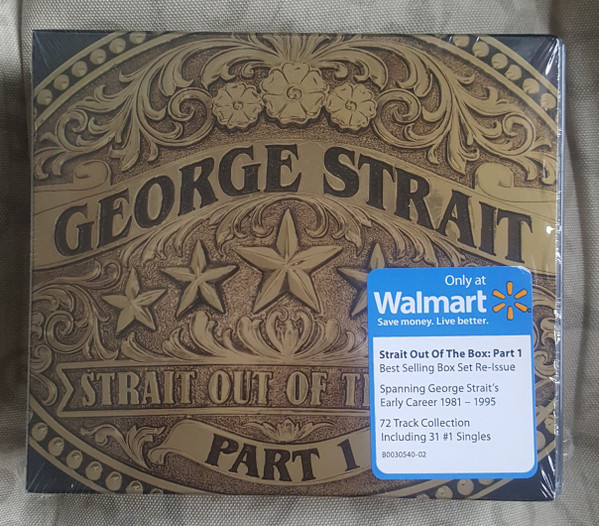 GEORGE STRAIT
STRAIT OUT OF
PART 1
Only at
Walmart
Save money. Live better.
Strait Out Of The Box: Part 1
Best Selling Box Set Re-Issue
Spanning George Strait's
Early Career 1981 – 1995
72 Track Collection
Including 31 #1 Singles
B0030540-02